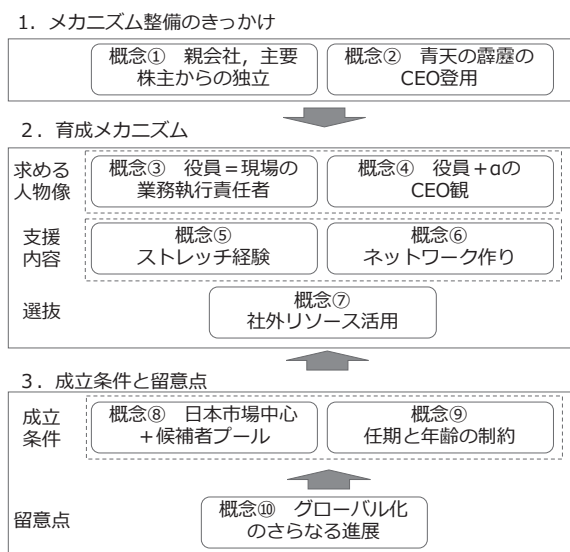 1．メカニズム整備のきっかけ
概念① 親会社，主要
株主からの独立
概念② 青天の霹靂の
CEO登用
2．育成メカニズム
求める
人物像
概念③ 役員＝現場の
業務執行責任者
概念④ 役員＋αの
CEO観
支援
内容
概念⑤
ストレッチ経験
概念⑥
ネットワーク作り
選抜
概念⑦
社外リソース活用
3．成立条件と留意点
成立
条件
概念⑧ 日本市場中心
＋候補者プール
概念⑨
任期と年齢の制約
留意点
概念⑩ グローバル化
のさらなる進展